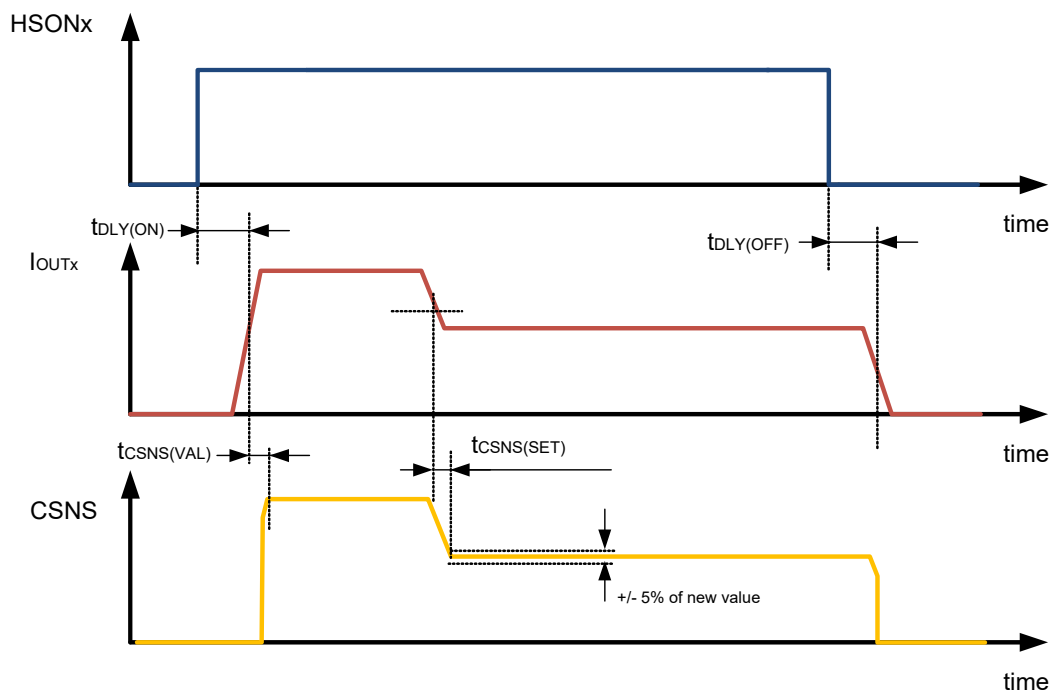 HSONx
time
tDLY(ON)
tDLY(OFF)
IOUTx
time
tCSNS(VAL)
tCSNS(SET)
CSNS
+/- 5% of new value
time